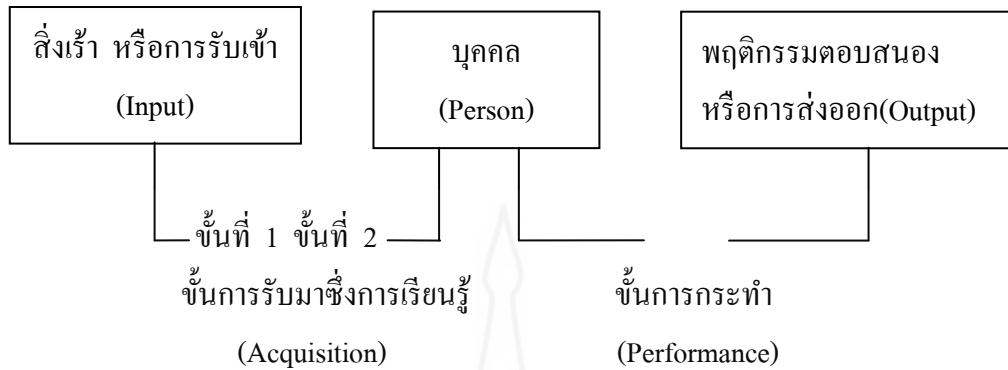 สิ่งเร้า หรือการรับเข้า
(Input)
บุคคล
(Person)
พฤติกรรมตอบสนอง
หรือการส่งออก(Output)
ขั้นที่ 1 ขั้นที่ 2
ขั้นการรับมาซึ่งการเรียนรู้
(Acquisition)
ขั้นการกระทำ
(Performance)